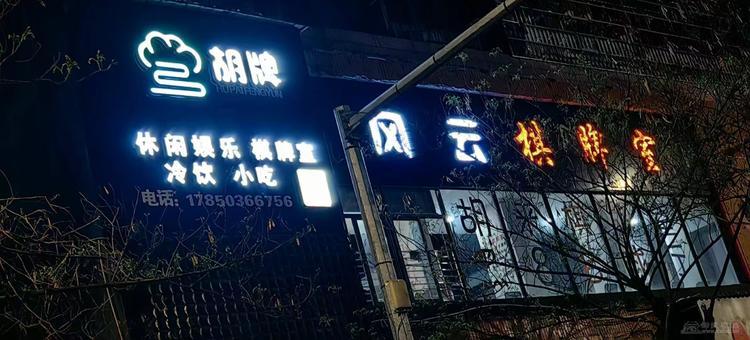 胡牌
HUPAIFENGYUN
休闲娱乐 棋牌室
冷饮 小吃
电话: 17850366756
风云棋牌室